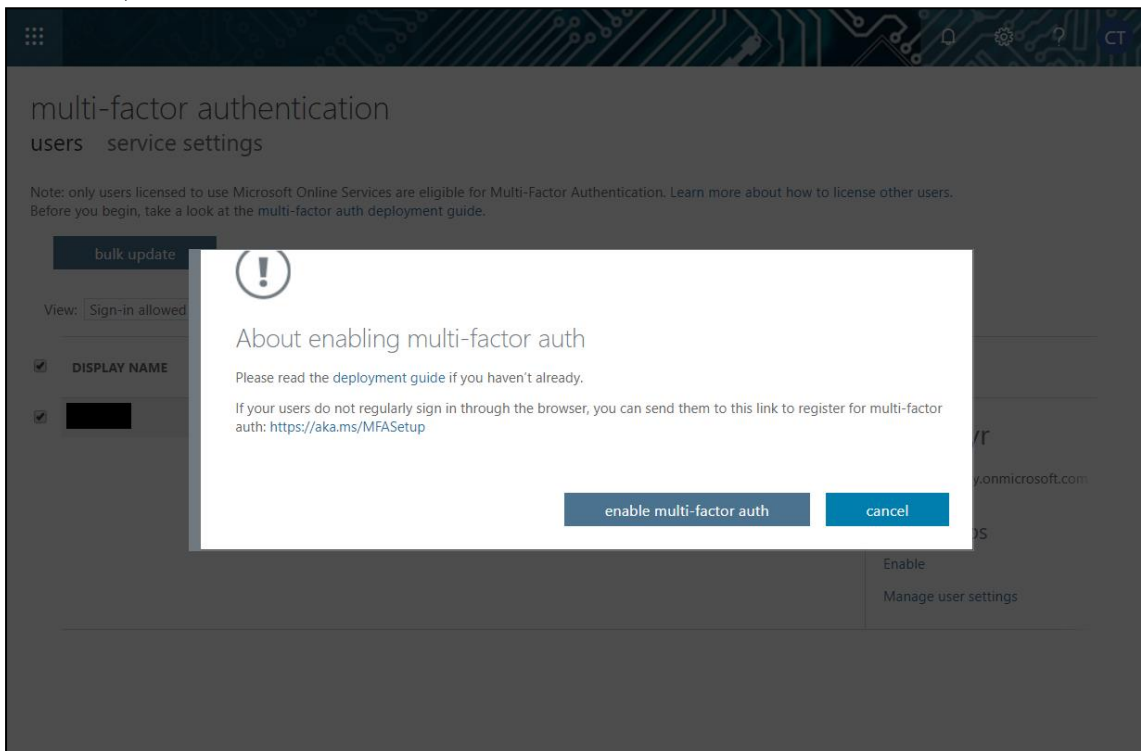 CT
multi-factor authentication
users service settings
Note: only users licensed to use Microsoft Online Services are eligible for Multi-Factor Authentication. Learn more about how to license other users.
Before you begin, take a look at the multi-factor auth deployment guide.
bulk update
View: Sign-in allowed
DISPLAY NAME
About enabling multi-factor auth
Please read the deployment guide if you haven't already.
If your users do not regularly sign in through the browser, you can send them to this link to register for multi-factor
auth: https://aka.ms/MFASetup
enable multi-factor auth cancel
y.onmicrosoft.com
Enable
Manage user settings